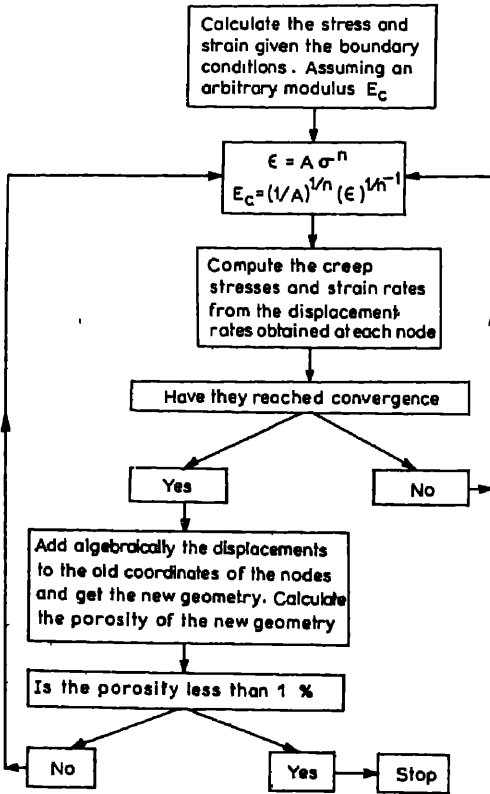 Calculate the stress and
strain given the boundary
conditions. Assuming an
arbitrary modulus E_c
ϵ = A σ^n
E_c = (1/A)^{1/n} (ϵ)^{1/n-1}
Compute the creep
stresses and strain rates
from the displacement
rates obtained at each node
Have they reached convergence
Yes
No
Add algebraically the displacements
to the old coordinates of the nodes
and get the new geometry. Calculate
the porosity of the new geometry
Is the porosity less than 1 %
No
Yes
Stop